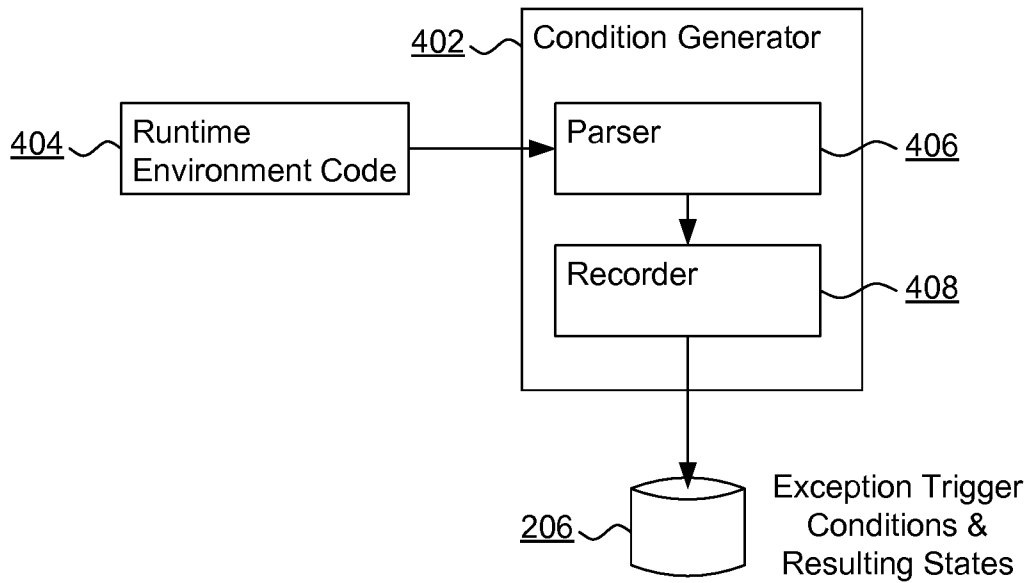 402
Condition Generator
404
Runtime
Environment Code
Parser
406
Recorder
408
206
Exception Trigger
Conditions &
Resulting States